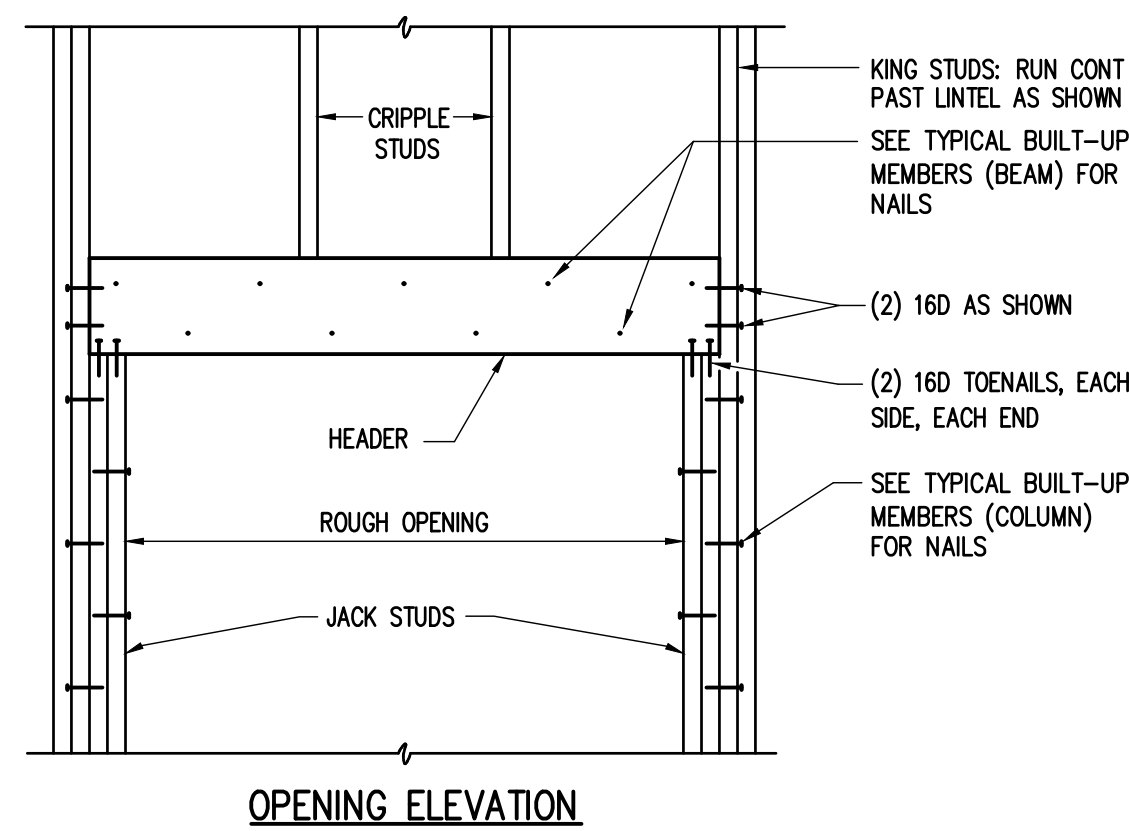 KING STUDS: RUN CONT
PAST LINTEL AS SHOWN
CRIPPLE
STUDS
SEE TYPICAL BUILT-UP
MEMBERS (BEAM) FOR
NAILS
(2) 16D AS SHOWN
(2) 16D TOENAILS, EACH
SIDE, EACH END
HEADER
SEE TYPICAL BUILT-UP
MEMBERS (COLUMN)
FOR NAILS
ROUGH OPENING
JACK STUDS
OPENING ELEVATION